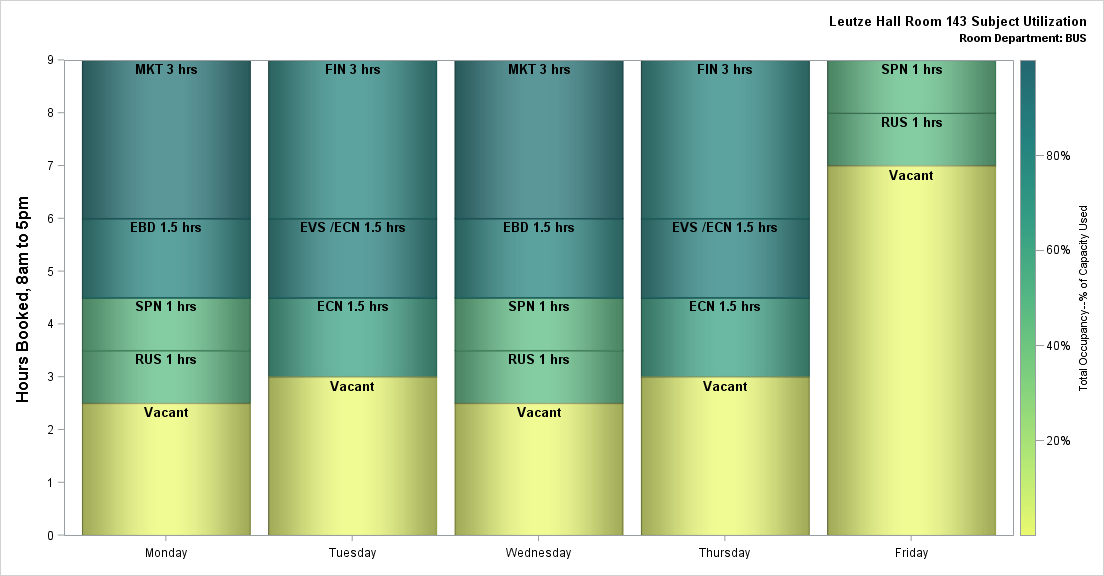 Leutze Hall Room 143 Subject Utilization
Room Department: BUS
Hours Booked, 8am to 5pm
9
8
7
6
5
4
3
2
1
0
MKT 3 hrs
EBD 1.5 hrs
SPN 1 hrs
RUS 1 hrs
Vacant
Monday
FIN 3 hrs
EVS /ECN 1.5 hrs
ECN 1.5 hrs
Vacant
Tuesday
MKT 3 hrs
EBD 1.5 hrs
SPN 1 hrs
RUS 1 hrs
Vacant
Wednesday
FIN 3 hrs
EVS /ECN 1.5 hrs
ECN 1.5 hrs
Vacant
Thursday
SPN 1 hrs
RUS 1 hrs
Vacant
Friday
80%
60%
40%
20%
Total Occupancy--% of Capacity Used